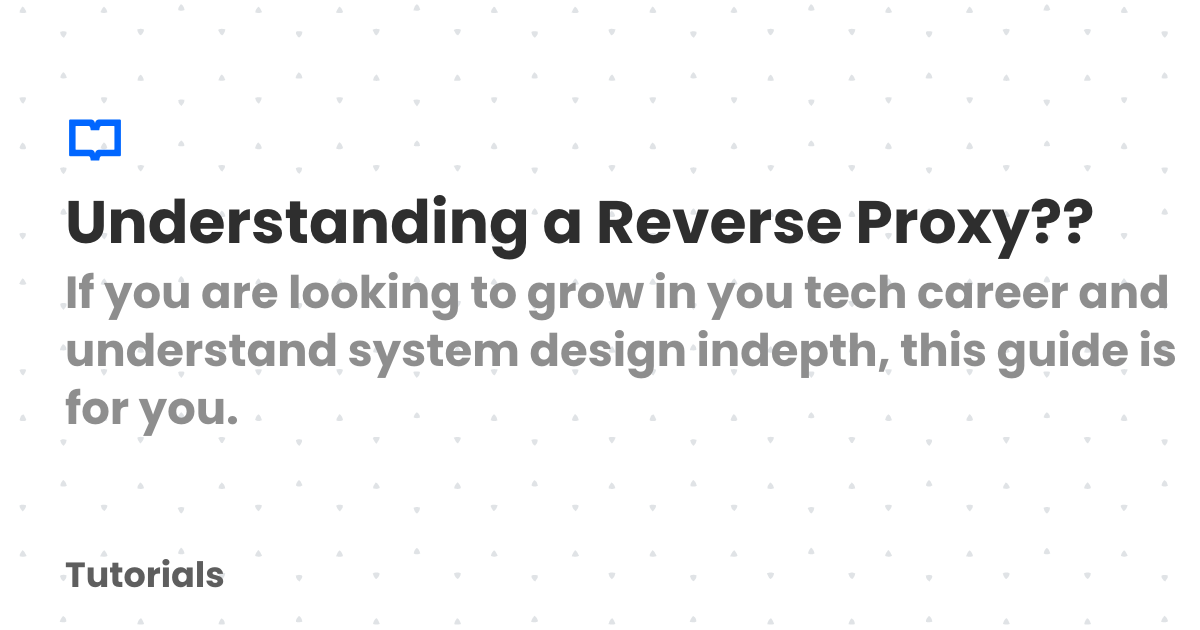 Understanding a Reverse Proxy??
If you are looking to grow in you tech career and
understand system design indepth, this guide is
for you.
Tutorials